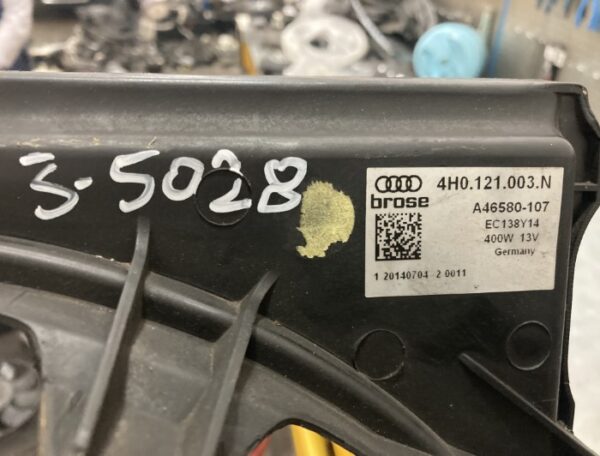 3-5028
4H0.121.003.N
brose
A46580-107
EC138Y14
400W 13V
Germany
1 20140704 2 0011